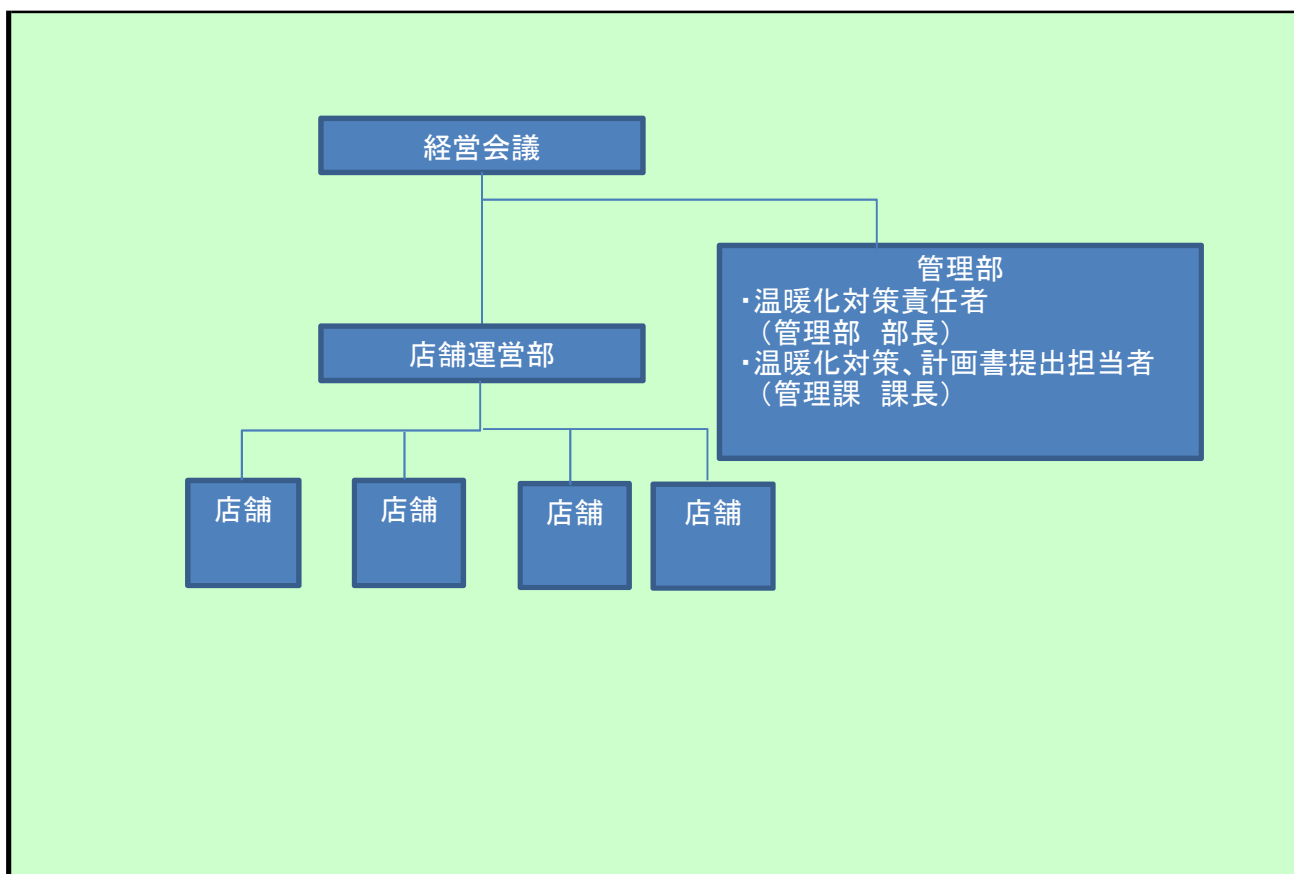 経営会議
管理部
・温暖化対策責任者
（管理部　部長）
・温暖化対策、計画書提出担当者
（管理課　課長）
店舗運営部
店舗
店舗
店舗
店舗